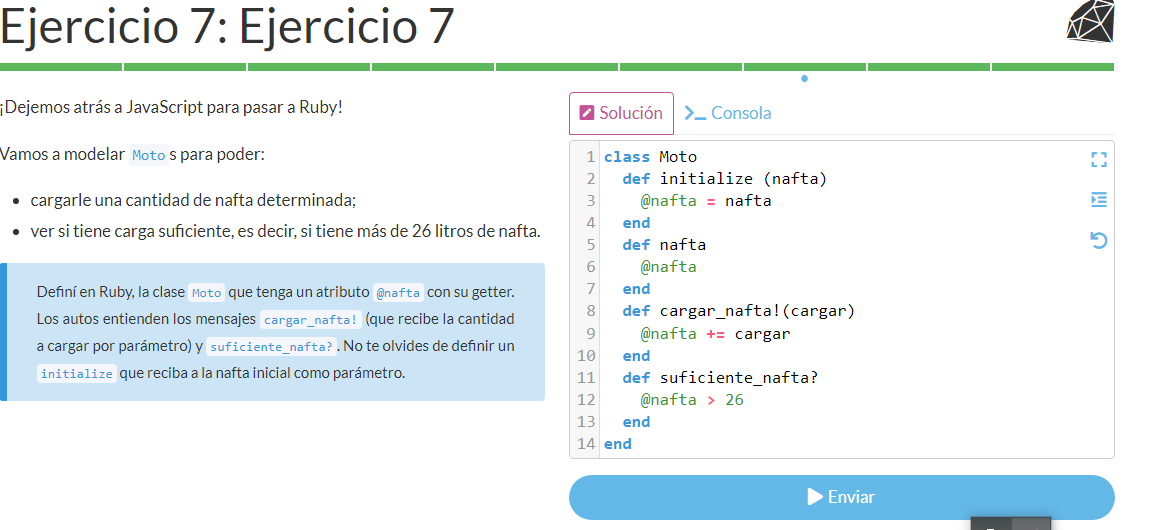 Ejercicio 7: Ejercicio 7
¡Dejemos atrás a JavaScript para pasar a Ruby!
Vamos a modelar Moto s para poder:
• cargarle una cantidad de nafta determinada;
• ver si tiene carga suficiente, es decir, si tiene más de 26 litros de nafta.
Definí en Ruby, la clase Moto que tenga un atributo @nafta con su getter.
Los autos entienden los mensajes cargar_nafta! (que recibe la cantidad
a cargar por parámetro) y suficiente_nafta?. No te olvides de definir un
initialize que reciba a la nafta inicial como parámetro.
Solución
Consola
1 class Moto
2   def initialize (nafta)
3     @nafta = nafta
4   end
5   def nafta
6     @nafta
7   end
8   def cargar_nafta!(cargar)
9     @nafta += cargar
10   end
11   def suficiente_nafta?
12     @nafta > 26
13   end
14 end
Enviar